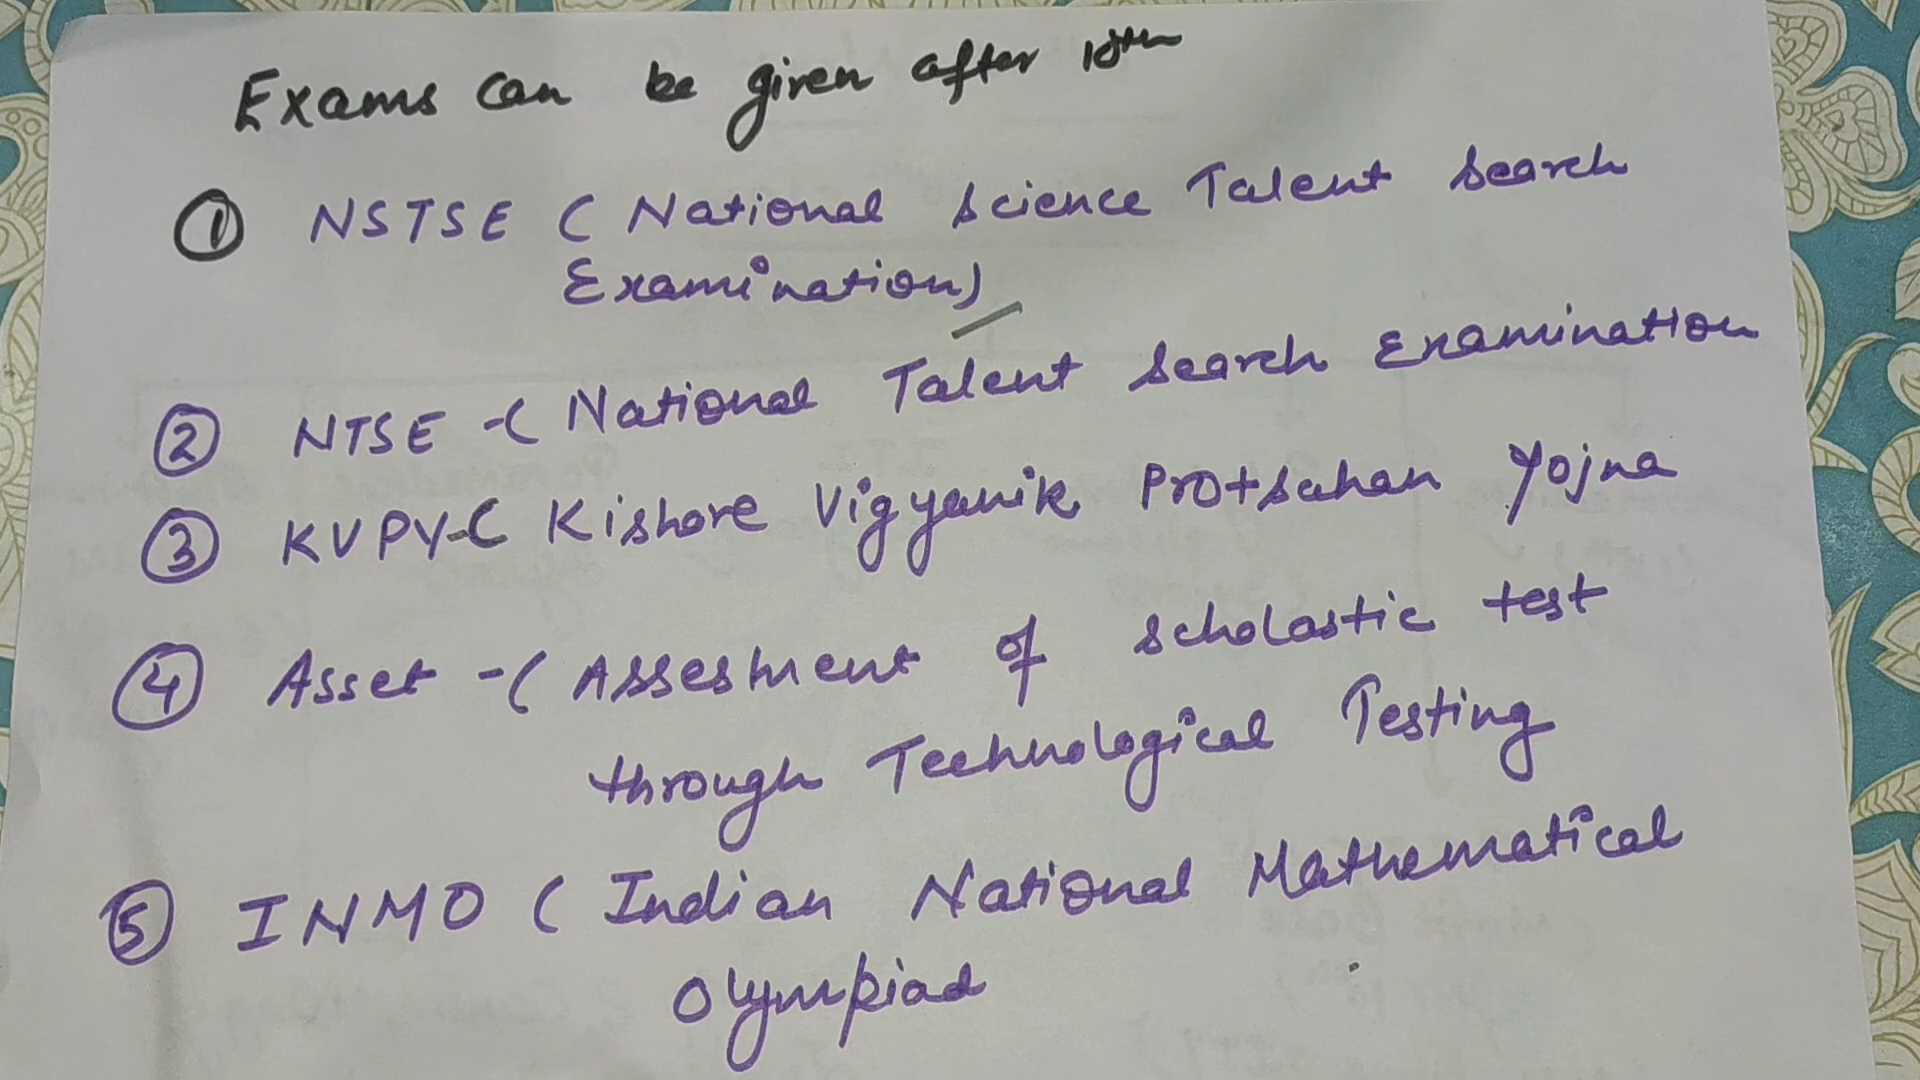 Exams can be given after 10th
① NSTSE ( National Science Talent Search
Examination)
② NTSE -( National Talent Search Examination
③ KVPY-( Kishore Vigyanik Protsahan Yojna
④ Asset -( Assesment of scholastic test
through Technological Testing
⑤ INMO ( Indian National Mathematical
Olympiad